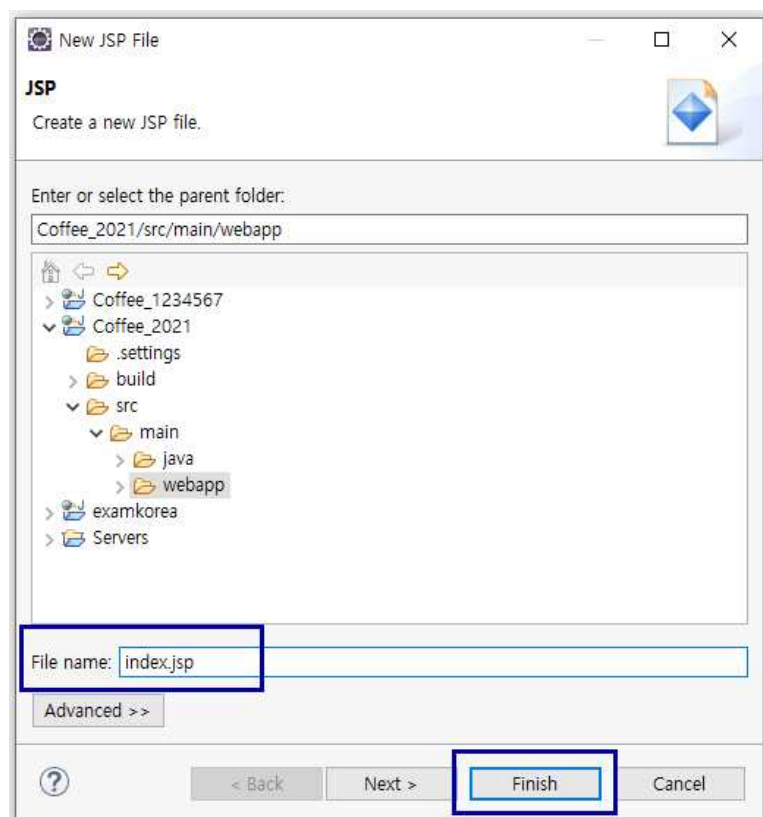 New JSP File
JSP
Create a new JSP file.
Enter or select the parent folder:
Coffee_2021/src/main/webapp
Coffee_1234567
Coffee_2021
.settings
build
src
main
java
webapp
examkorea
Servers
File name: index.jsp
Advanced >>
? < Back Next > Finish Cancel